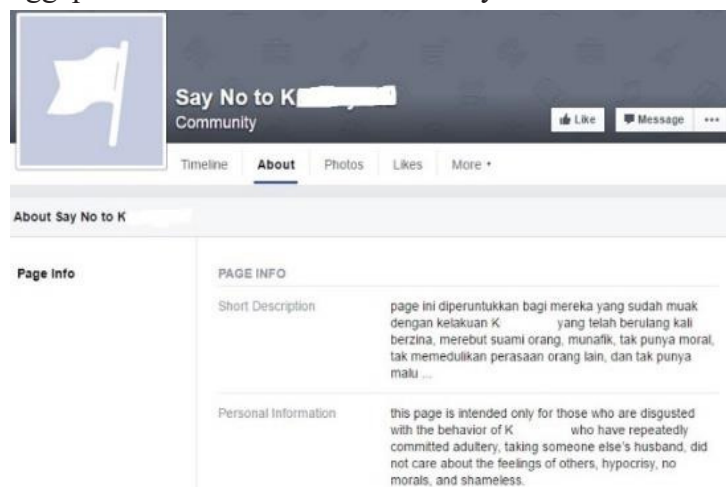 Say No to K
Community
Like Message
Timeline About Photos Likes More
About Say No to K
Page Info
PAGE INFO
Short Description
page ini diperuntukkan bagi mereka yang sudah muak
dengan kelakuan K yang telah berulang kali
berzina, merebut suami orang, munafik, tak punya moral,
tak memedulikan perasaan orang lain, dan tak punya
malu ...
Personal Information
this page is intended only for those who are disgusted
with the behavior of K who have repeatedly
committed adultery, taking someone else's husband, did
not care about the feelings of others, hypocrisy, no
morals, and shameless.